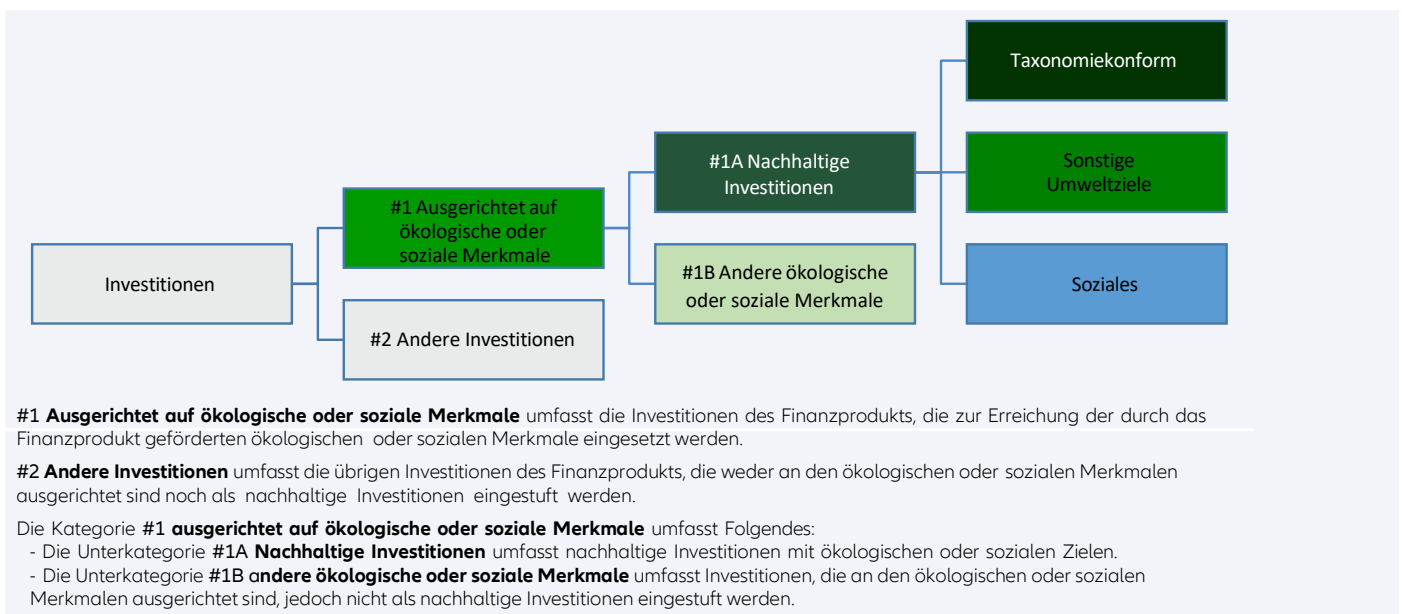 Taxonomiekonform
#1A Nachhaltige
Investitionen
Sonstige
Umweltziele
#1 Ausgerichtet auf
ökologische oder
soziale Merkmale
Investitionen
#1B Andere ökologische
oder soziale Merkmale
Soziales
#2 Andere Investitionen
#1 Ausgerichtet auf ökologische oder soziale Merkmale umfasst die Investitionen des Finanzprodukts, die zur Erreichung der durch das
Finanzprodukt geförderten ökologischen oder sozialen Merkmale eingesetzt werden.
#2 Andere Investitionen umfasst die übrigen Investitionen des Finanzprodukts, die weder an den ökologischen oder sozialen Merkmalen
ausgerichtet sind noch als nachhaltige Investitionen eingestuft werden.
Die Kategorie #1 ausgerichtet auf ökologische oder soziale Merkmale umfasst Folgendes:
- Die Unterkategorie #1A Nachhaltige Investitionen umfasst nachhaltige Investitionen mit ökologischen oder sozialen Zielen.
- Die Unterkategorie #1B andere ökologische oder soziale Merkmale umfasst Investitionen, die an den ökologischen oder sozialen
Merkmalen ausgerichtet sind, jedoch nicht als nachhaltige Investitionen eingestuft werden.